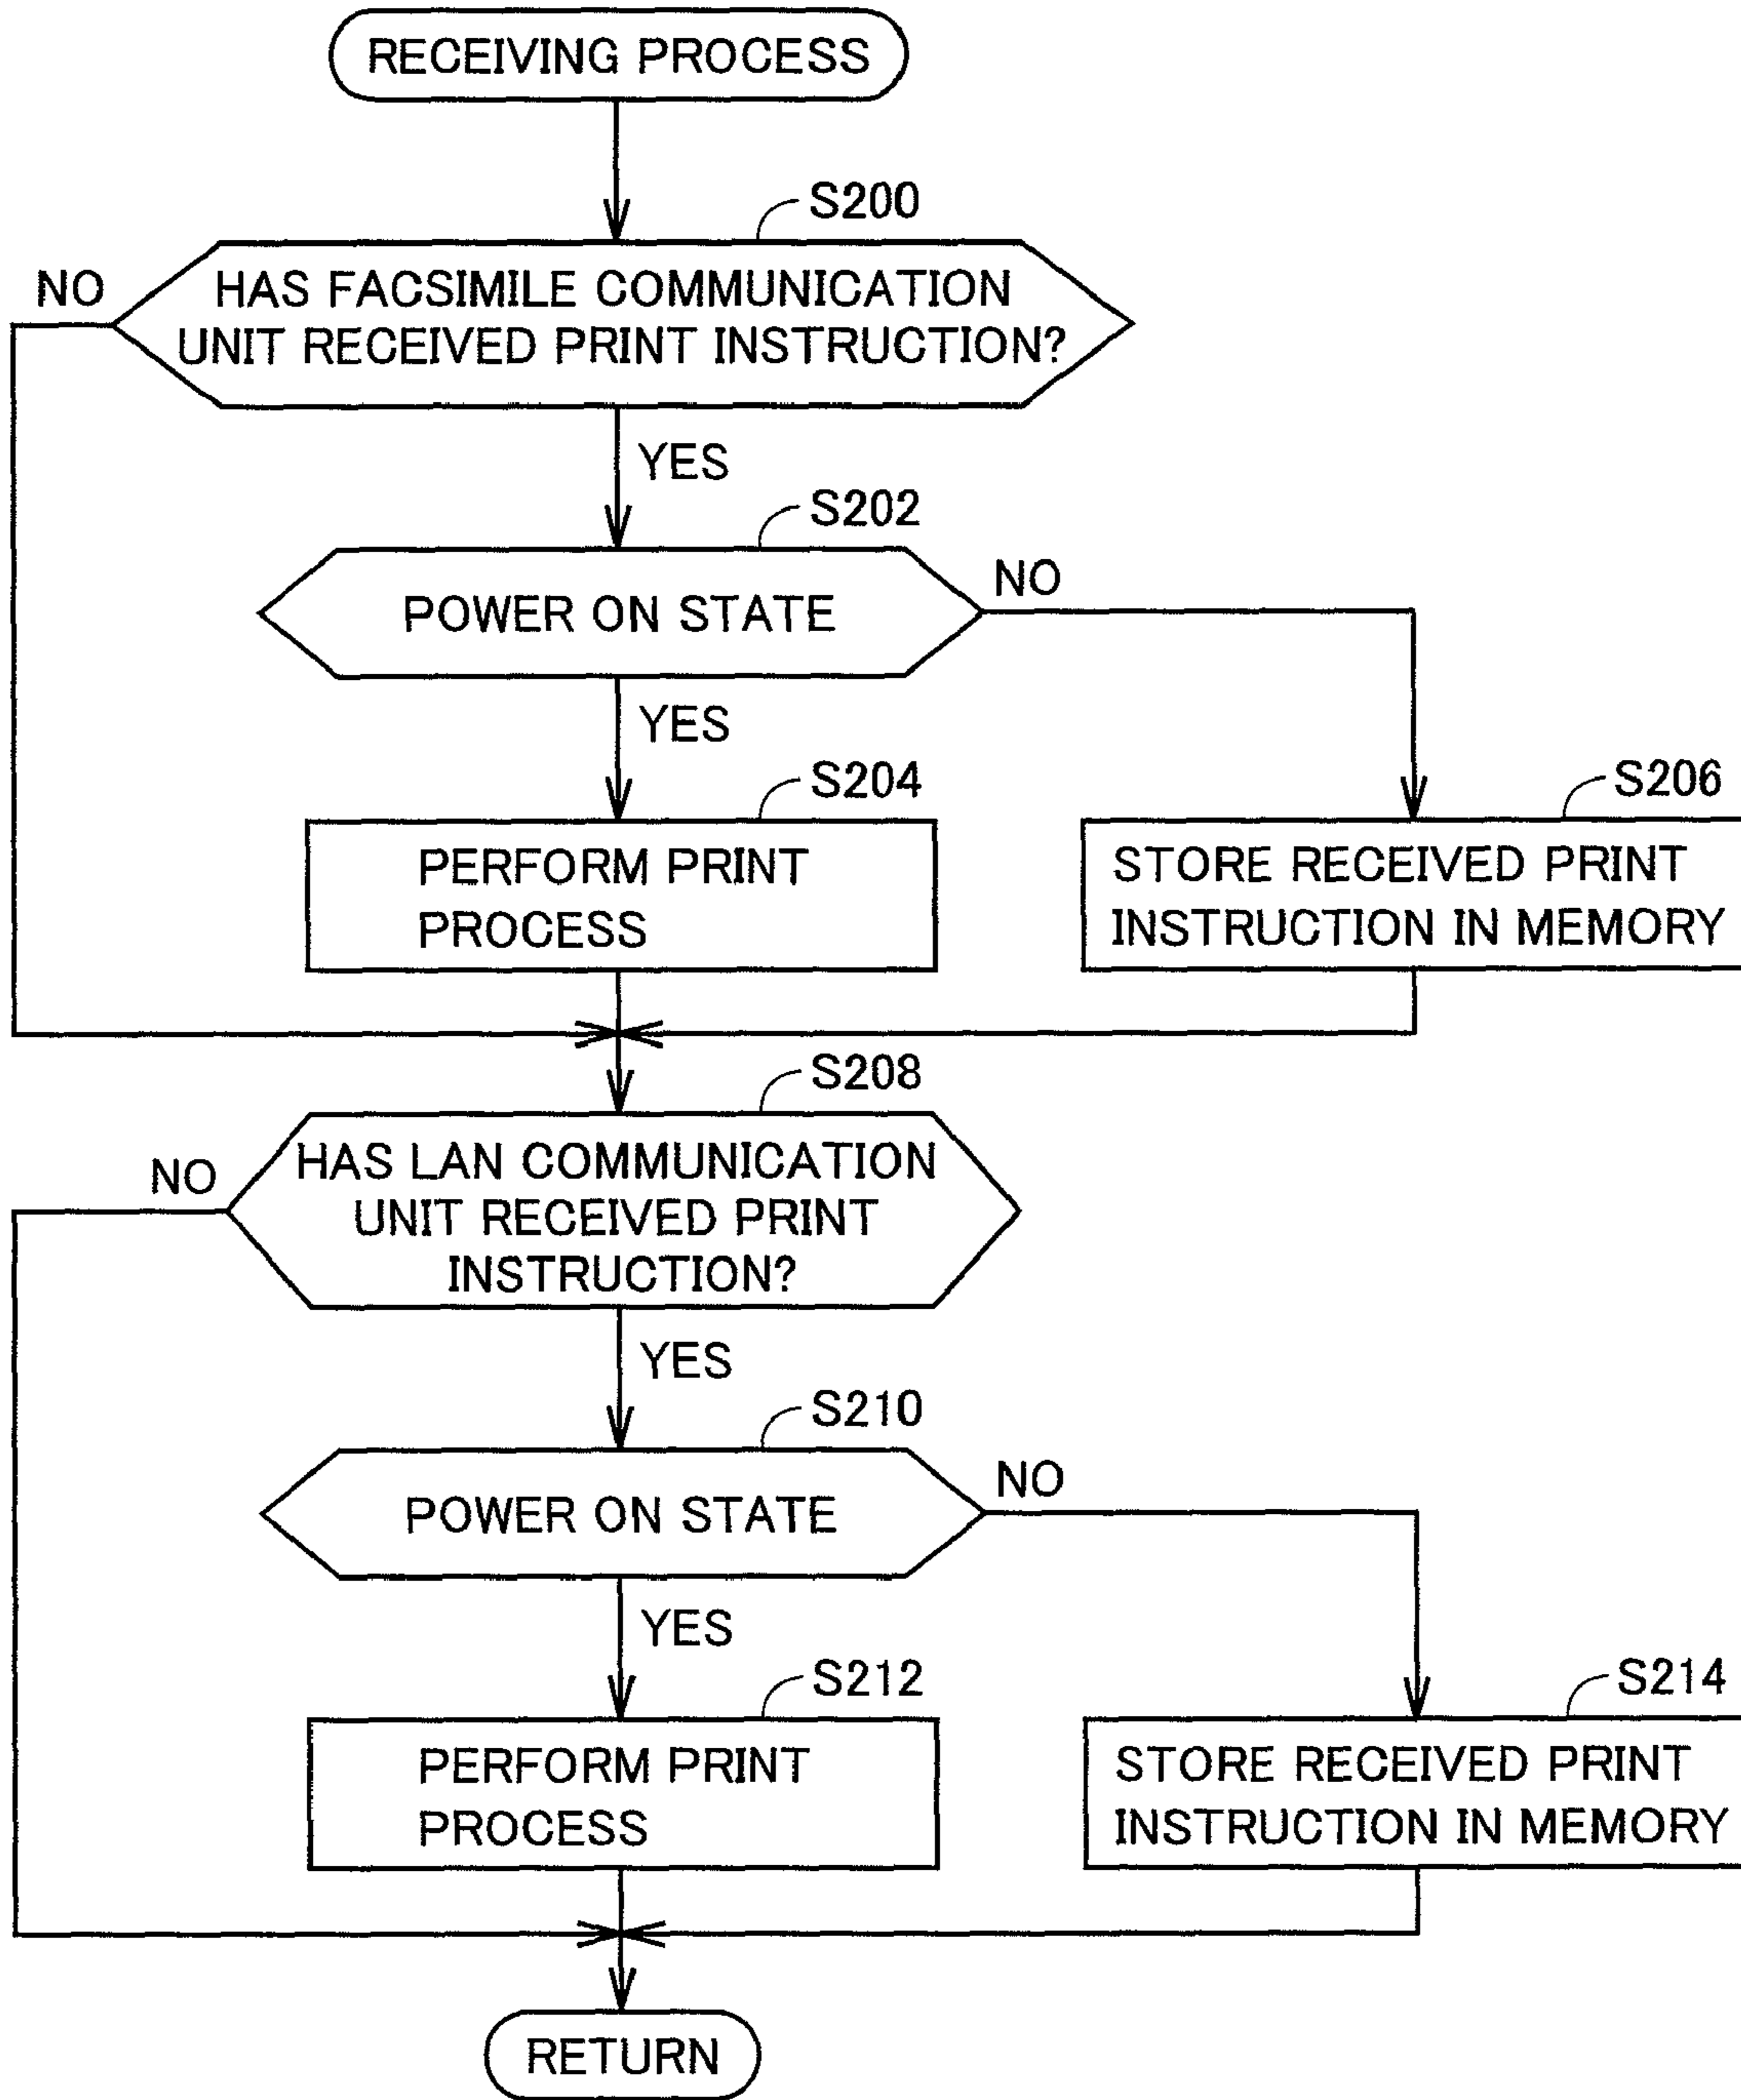 RECEIVING PROCESS
S200
NO
HAS FACSIMILE COMMUNICATION
UNIT RECEIVED PRINT INSTRUCTION?
YES
S202
NO
POWER ON STATE
YES
S204
S206
PERFORM PRINT
PROCESS
STORE RECEIVED PRINT
INSTRUCTION IN MEMORY
S208
NO
HAS LAN COMMUNICATION
UNIT RECEIVED PRINT
INSTRUCTION?
YES
S210
NO
POWER ON STATE
YES
S212
S214
PERFORM PRINT
PROCESS
STORE RECEIVED PRINT
INSTRUCTION IN MEMORY
RETURN